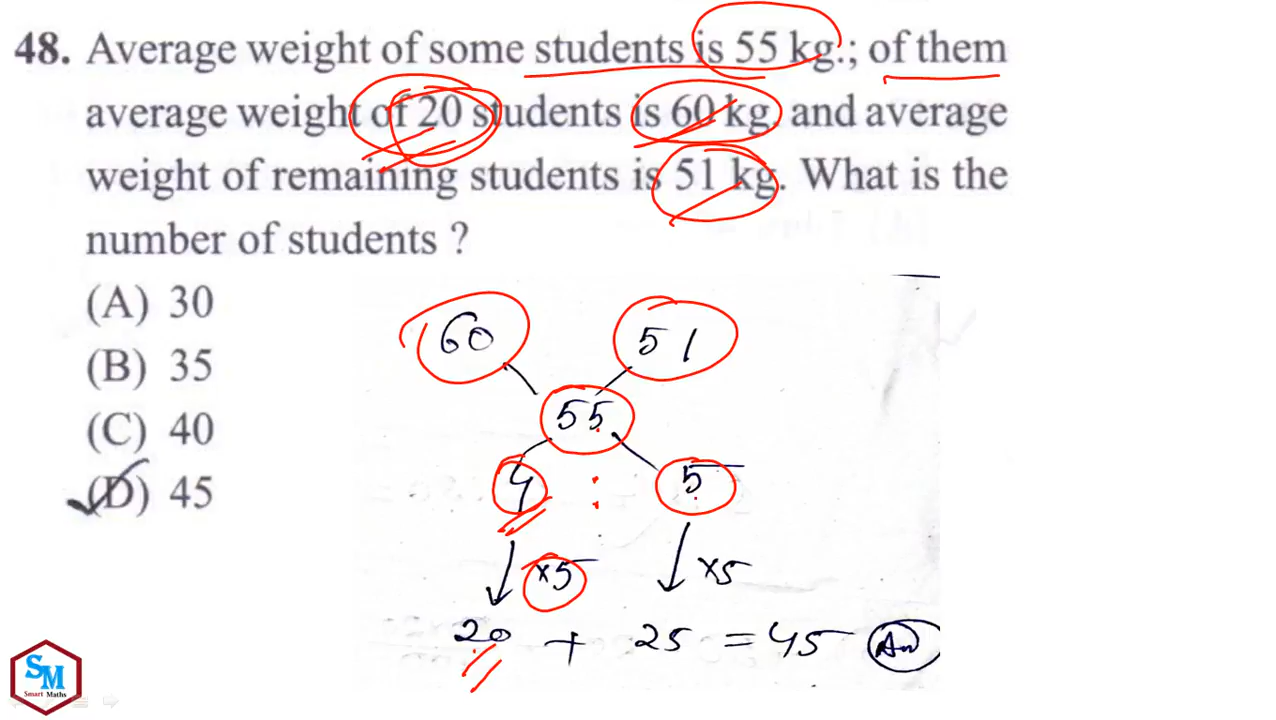 48. Average weight of some students is 55 kg.; of them
average weight of 20 students is 60 kg. and average
weight of remaining students is 51 kg. What is the
number of students ?
(A) 30
(B) 35
(C) 40
(D) 45
60 51
55
4 : 5
×5 ×5
20 + 25 = 45 Ans
SM
Smart Maths